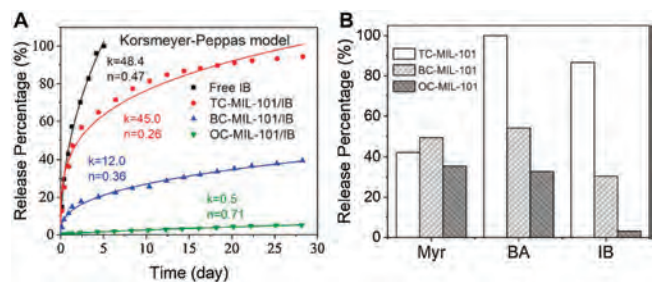 A
Korsmeyer-Peppas model
Release Percentage (%)
100
80
60
40
20
0
k=48.4
n=0.47
Free IB
TC-MIL-101/IB
BC-MIL-101/IB
OC-MIL-101/IB
k=45.0
n=0.26
k=12.0
n=0.36
k=0.5
n=0.71
0 5 10 15 20 25 30
Time (day)
B
Release Percentage (%)
100
80
60
40
20
0
TC-MIL-101
BC-MIL-101
OC-MIL-101
Myr BA IB